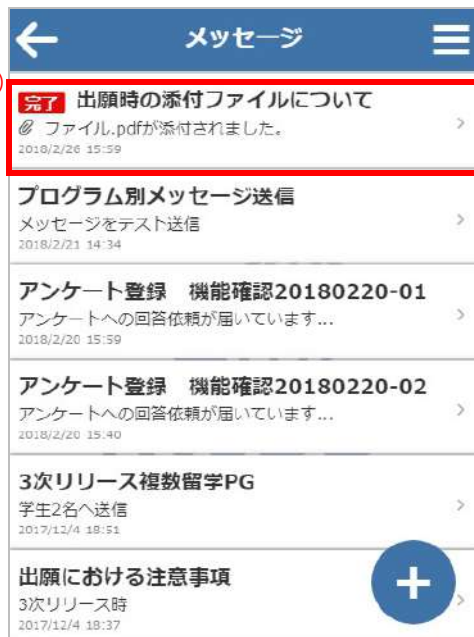 メッセージ
完了 出願時の添付ファイルについて
ファイル.pdfが添付されました。
2018/2/26 15:59
プログラム別メッセージ送信
メッセージをテスト送信
2018/2/21 14:34
アンケート登録 機能確認20180220-01
アンケートへの回答依頼が届いています...
2018/2/20 15:59
アンケート登録 機能確認20180220-02
アンケートへの回答依頼が届いています...
2018/2/20 15:40
3次リリース複数留学PG
学生2名へ送信
2017/12/4 18:51
出願における注意事項
3次リリース時
2017/12/4 18:37